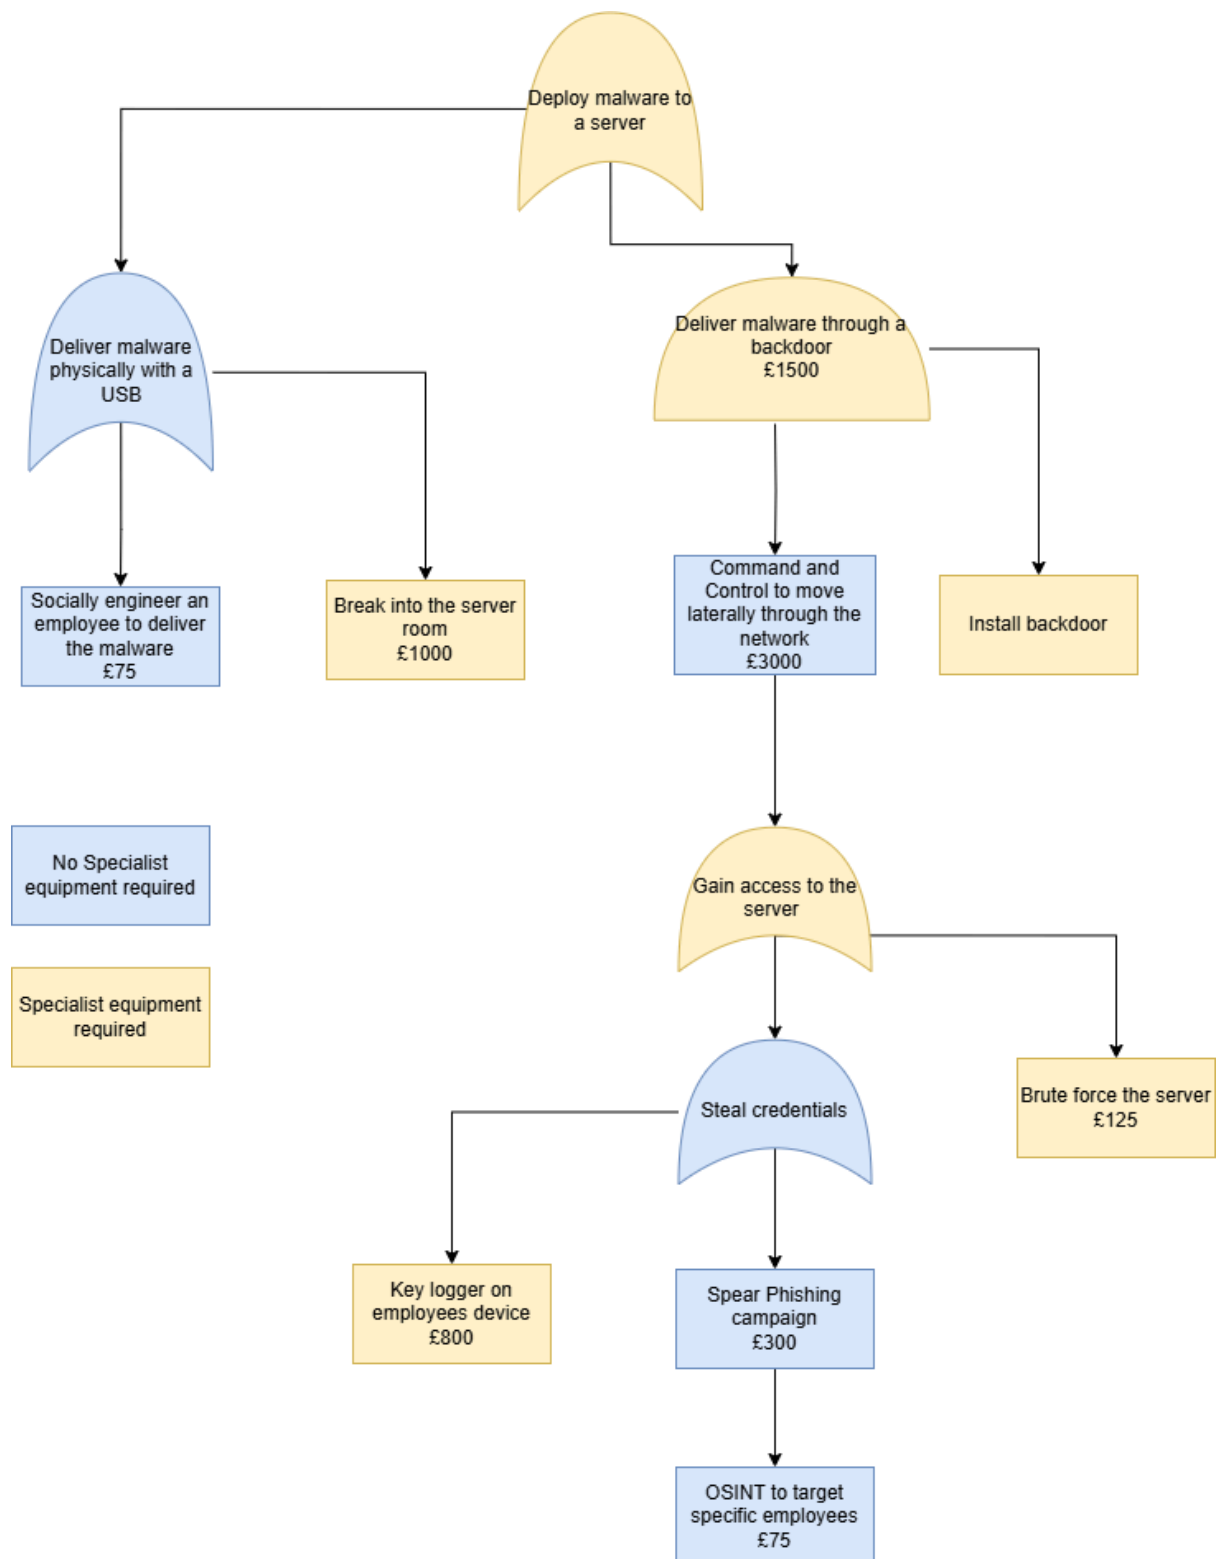 Deploy malware to
a server
Deliver malware
physically with a
USB
Deliver malware through a
backdoor
£1500
Socially engineer an
employee to deliver
the malware
£75
Break into the server
room
£1000
Command and
Control to move
laterally through the
network
£3000
Install backdoor
No Specialist
equipment required
Gain access to the
server
Specialist equipment
required
Steal credentials
Brute force the server
£125
Key logger on
employees device
£800
Spear Phishing
campaign
£300
OSINT to target
specific employees
£75